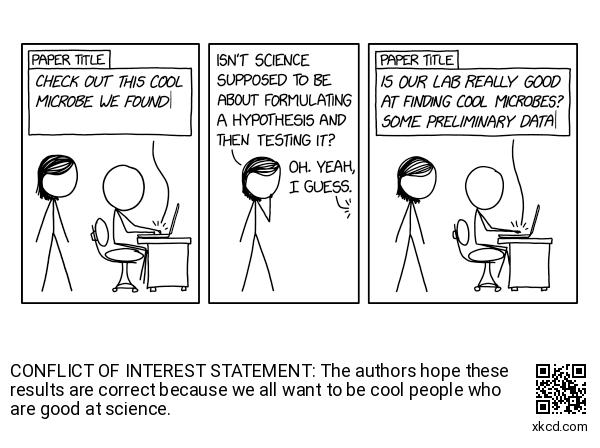 PAPER TITLE
CHECK OUT THIS COOL
MICROBE WE FOUND
ISN'T SCIENCE
SUPPOSED TO BE
ABOUT FORMULATING
A HYPOTHESIS AND
THEN TESTING IT?
OH. YEAH,
I GUESS.
PAPER TITLE
IS OUR LAB REALLY GOOD
AT FINDING COOL MICROBES?
SOME PRELIMINARY DATA
CONFLICT OF INTEREST STATEMENT: The authors hope these
results are correct because we all want to be cool people who
are good at science.
xkcd.com